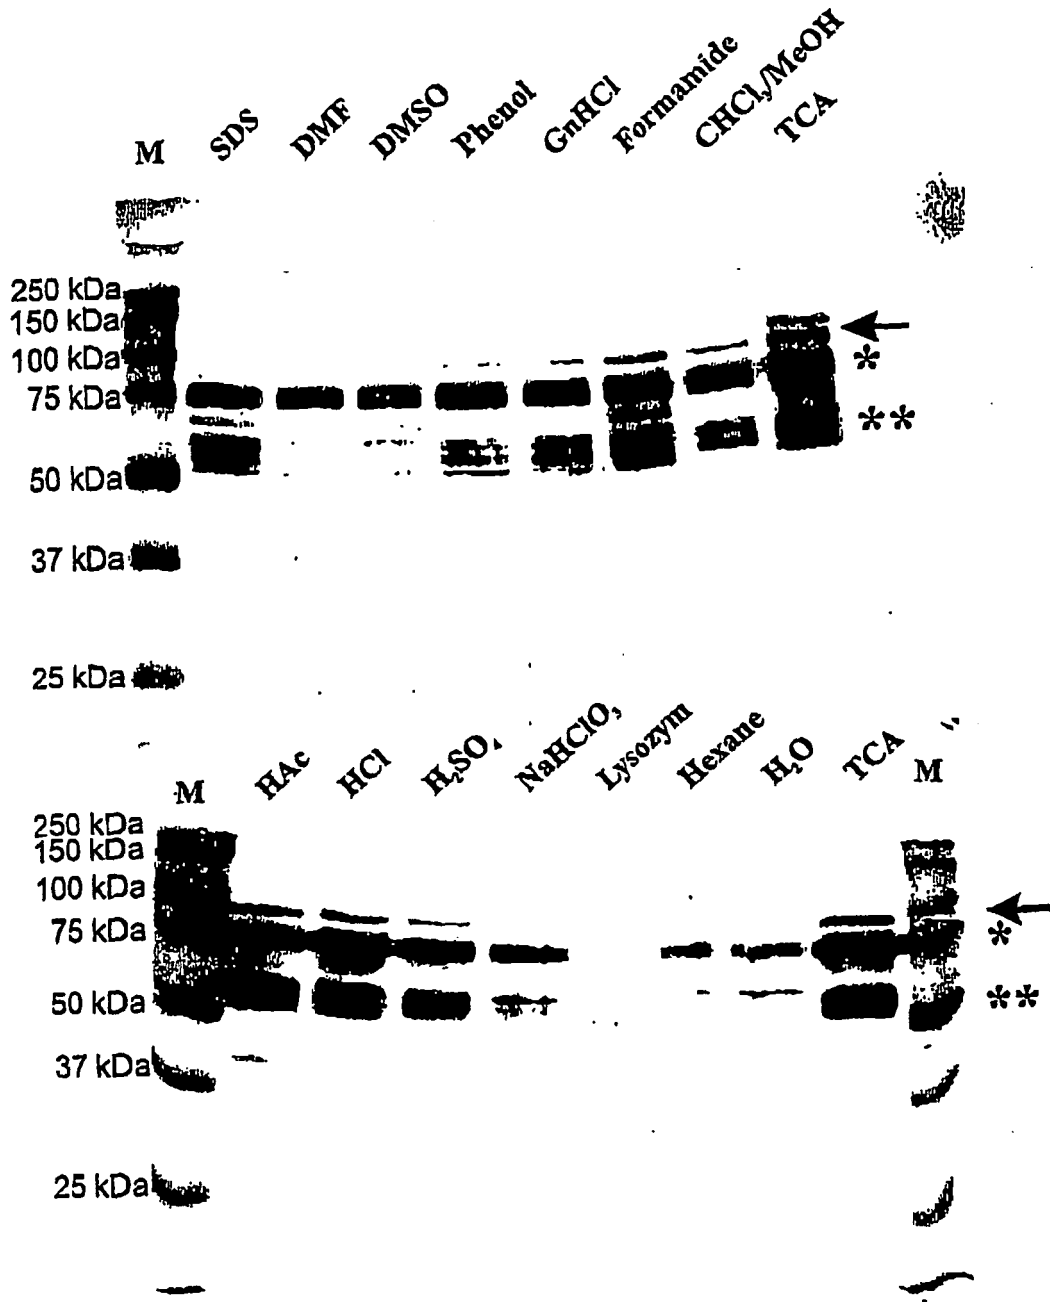 M SDS DMF DMSO Phenol GnHCl Formamide CHCl₃/MeOH TCA
250 kDa
150 kDa
100 kDa *
75 kDa
**
50 kDa
37 kDa
25 kDa
M HAc HCl H₂SO₄ NaHClO₃ Lysozym Hexane H₂O TCA M
250 kDa
150 kDa
100 kDa
75 kDa *
50 kDa **
37 kDa
25 kDa